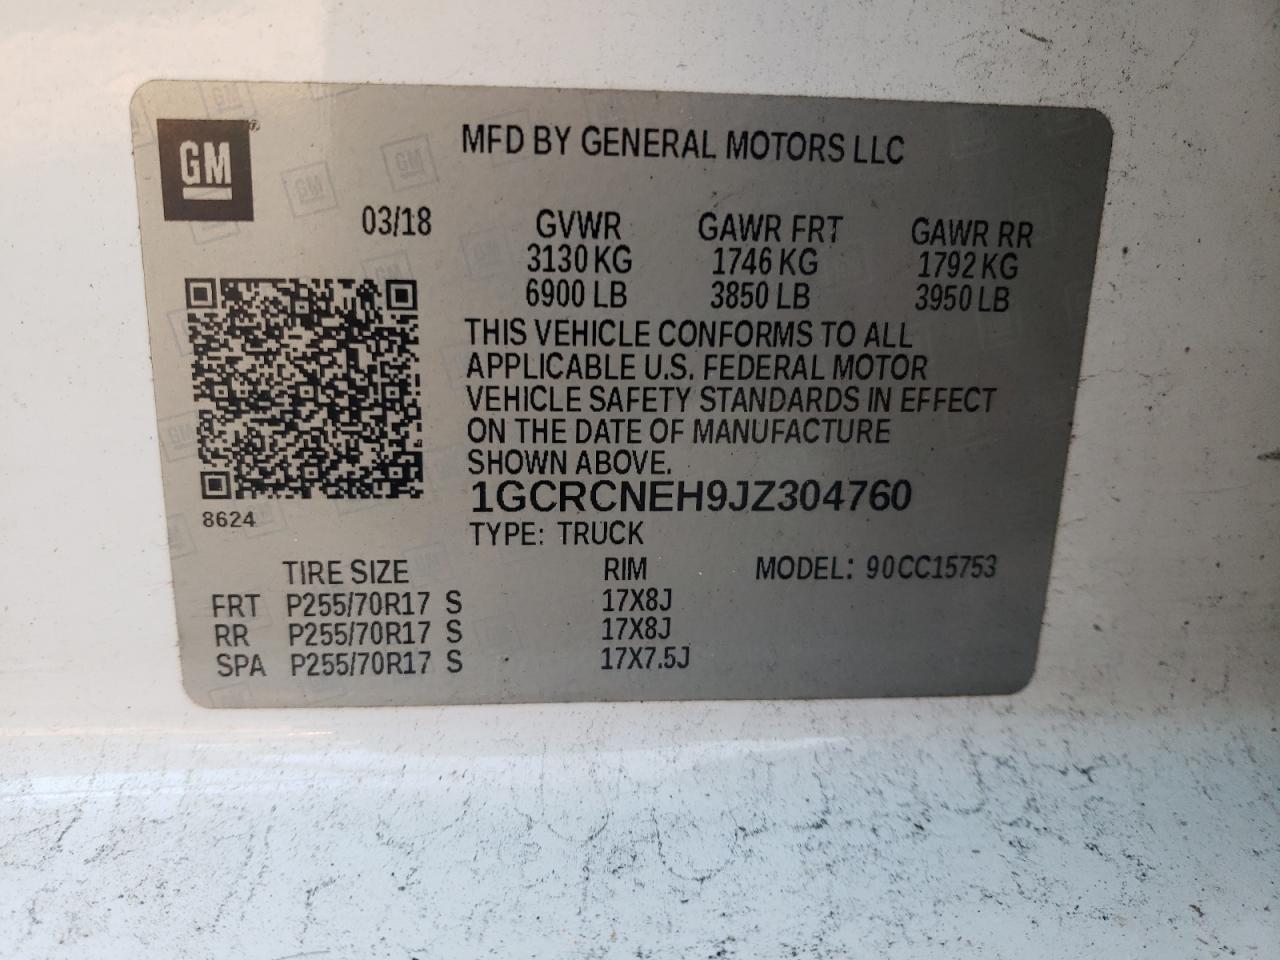 GM
MFD BY GENERAL MOTORS LLC
03/18 GVWR GAWR FRT GAWR RR
3130 KG 1746 KG 1792 KG
6900 LB 3850 LB 3950 LB
THIS VEHICLE CONFORMS TO ALL
APPLICABLE U.S. FEDERAL MOTOR
VEHICLE SAFETY STANDARDS IN EFFECT
ON THE DATE OF MANUFACTURE
SHOWN ABOVE.
1GCRCNEH9JZ304760
8624
TYPE: TRUCK
TIRE SIZE RIM MODEL: 90CC15753
FRT P255/70R17 S 17X8J
RR P255/70R17 S 17X8J
SPA P255/70R17 S 17X7.5J